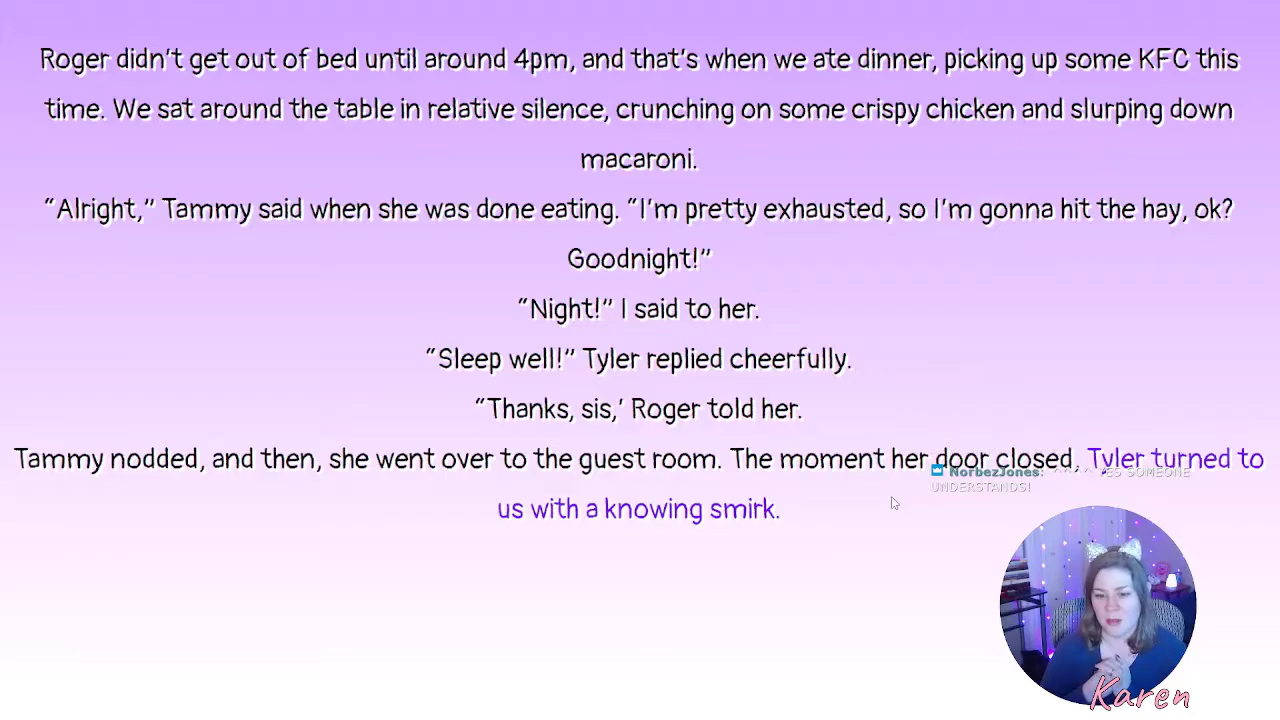 Roger didn't get out of bed until around 4pm, and that's when we ate dinner, picking up some KFC this
time. We sat around the table in relative silence, crunching on some crispy chicken and slurping down
macaroni.
“Alright,” Tammy said when she was done eating. “I'm pretty exhausted, so I'm gonna hit the hay, ok?
Goodnight!”
“Night!” I said to her.
“Sleep well!” Tyler replied cheerfully.
“Thanks, sis,’ Roger told her.
Tammy nodded, and then, she went over to the guest room. The moment her door closed, Tyler turned to
us with a knowing smirk.
NorbezJones: ^^^^ YES SOMEONE
UNDERSTANDS!
Karen